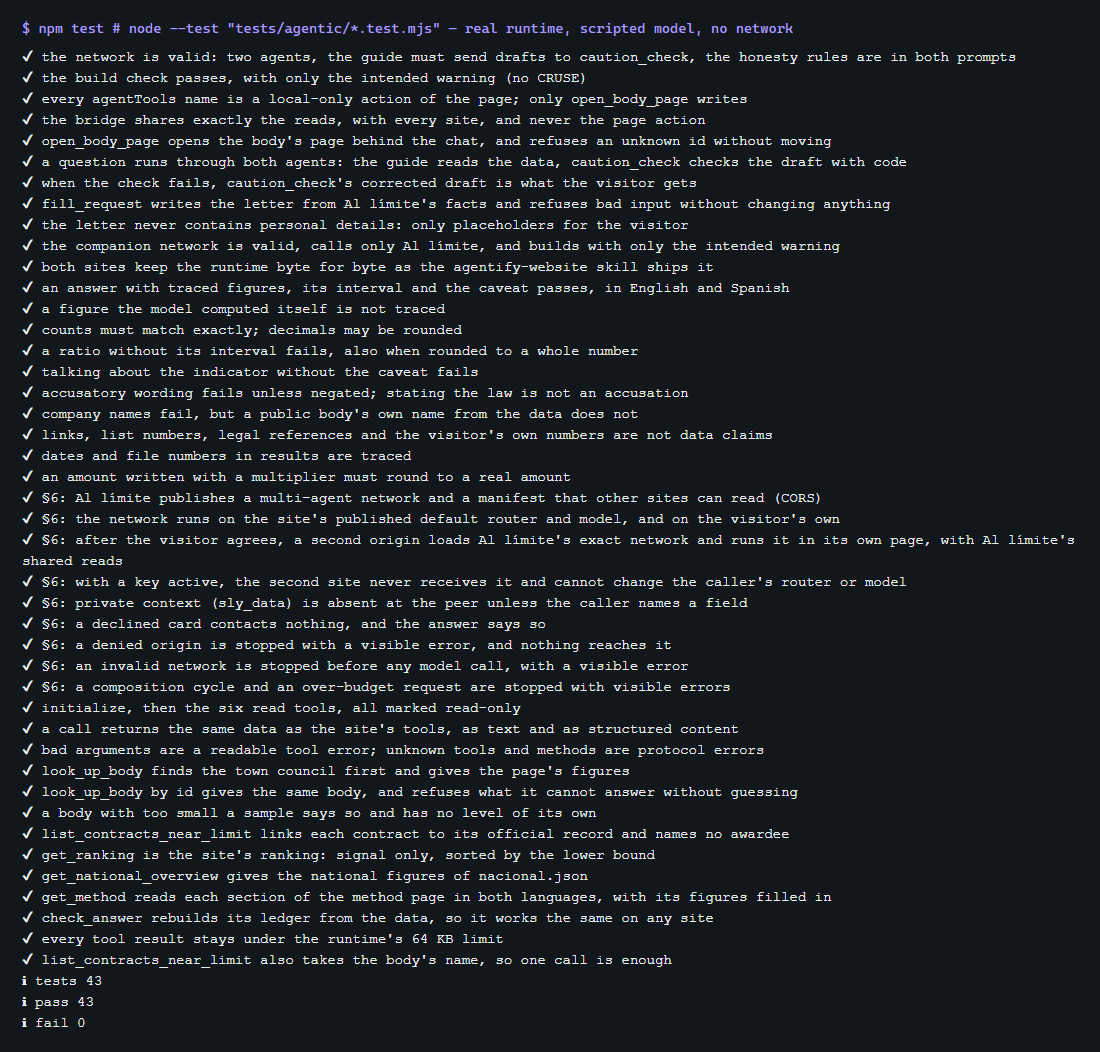 $ npm test # node --test "tests/agentic/*.test.mjs" — real runtime, scripted model, no network
✓ the network is valid: two agents, the guide must send drafts to caution_check, the honesty rules are in both prompts
✓ the build check passes, with only the intended warning (no CRUSE)
✓ every agentTools name is a local-only action of the page; only open_body_page writes
✓ the bridge shares exactly the reads, with every site, and never the page action
✓ open_body_page opens the body's page behind the chat, and refuses an unknown id without moving
✓ a question runs through both agents: the guide reads the data, caution_check checks the draft with code
✓ when the check fails, caution_check's corrected draft is what the visitor gets
✓ fill_request writes the letter from Al límite's facts and refuses bad input without changing anything
✓ the letter never contains personal details: only placeholders for the visitor
✓ the companion network is valid, calls only Al límite, and builds with only the intended warning
✓ both sites keep the runtime byte for byte as the agentify-website skill ships it
✓ an answer with traced figures, its interval and the caveat passes, in English and Spanish
✓ a figure the model computed itself is not traced
✓ counts must match exactly; decimals may be rounded
✓ a ratio without its interval fails, also when rounded to a whole number
✓ talking about the indicator without the caveat fails
✓ accusatory wording fails unless negated; stating the law is not an accusation
✓ company names fail, but a public body's own name from the data does not
✓ links, list numbers, legal references and the visitor's own numbers are not data claims
✓ dates and file numbers in results are traced
✓ an amount written with a multiplier must round to a real amount
✓ §6: Al límite publishes a multi-agent network and a manifest that other sites can read (CORS)
✓ §6: the network runs on the site's published default router and model, and on the visitor's own
✓ §6: after the visitor agrees, a second origin loads Al límite's exact network and runs it in its own page, with Al límite's
shared reads
✓ §6: with a key active, the second site never receives it and cannot change the caller's router or model
✓ §6: private context (sly_data) is absent at the peer unless the caller names a field
✓ §6: a declined card contacts nothing, and the answer says so
✓ §6: a denied origin is stopped with a visible error, and nothing reaches it
✓ §6: an invalid network is stopped before any model call, with a visible error
✓ §6: a composition cycle and an over-budget request are stopped with visible errors
✓ initialize, then the six read tools, all marked read-only
✓ a call returns the same data as the site's tools, as text and as structured content
✓ bad arguments are a readable tool error; unknown tools and methods are protocol errors
✓ look_up_body finds the town council first and gives the page's figures
✓ look_up_body by id gives the same body, and refuses what it cannot answer without guessing
✓ a body with too small a sample says so and has no level of its own
✓ list_contracts_near_limit links each contract to its official record and names no awardee
✓ get_ranking is the site's ranking: signal only, sorted by the lower bound
✓ get_national_overview gives the national figures of nacional.json
✓ get_method reads each section of the method page in both languages, with its figures filled in
✓ check_answer rebuilds its ledger from the data, so it works the same on any site
✓ every tool result stays under the runtime's 64 KB limit
✓ list_contracts_near_limit also takes the body's name, so one call is enough
ℹ tests 43
ℹ pass 43
ℹ fail 0